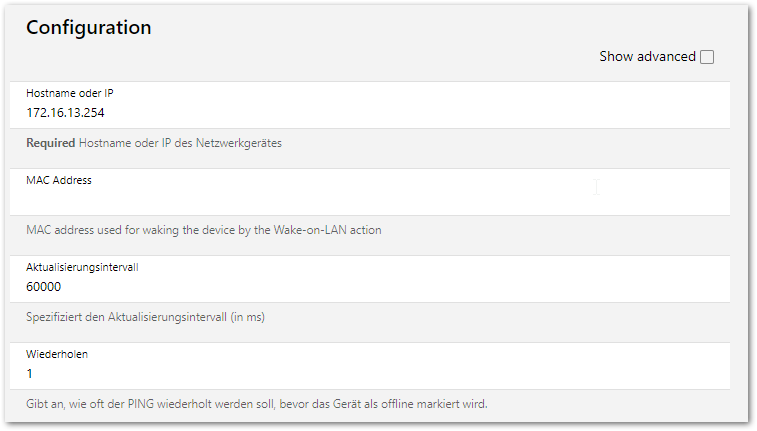 Configuration
Show advanced
Hostname oder IP
172.16.13.254
Required Hostname oder IP des Netzwerkgerätes
MAC Address
MAC address used for waking the device by the Wake-on-LAN action
Aktualisierungsintervall
60000
Spezifiziert den Aktualisierungsintervall (in ms)
Wiederholen
1
Gibt an, wie oft der PING wiederholt werden soll, bevor das Gerät als offline markiert wird.